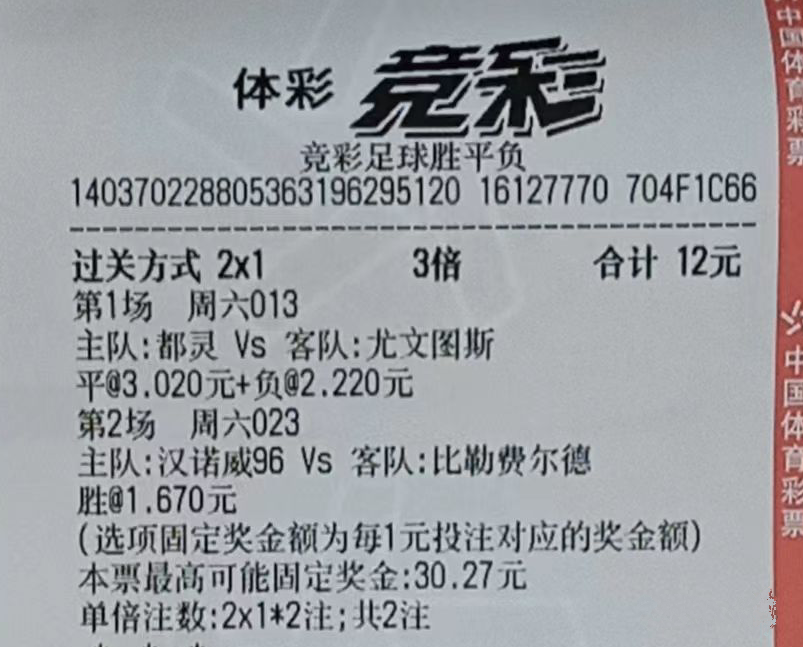 体彩 竞彩
竞彩足球胜平负
140370228805363196295120 16127770 704F1C66
过关方式 2x1 3倍 合计 12元
第1场 周六013
主队:都灵 Vs 客队:尤文图斯
平@3.020元+负@2.220元
第2场 周六023
主队:汉诺威96 Vs 客队:比勒费尔德
胜@1.670元
(选项固定奖金额为每1元投注对应的奖金额)
本票最高可能固定奖金:30.27元
单倍注数:2x1*2注;共2注
中国体育彩票
中国体育彩票